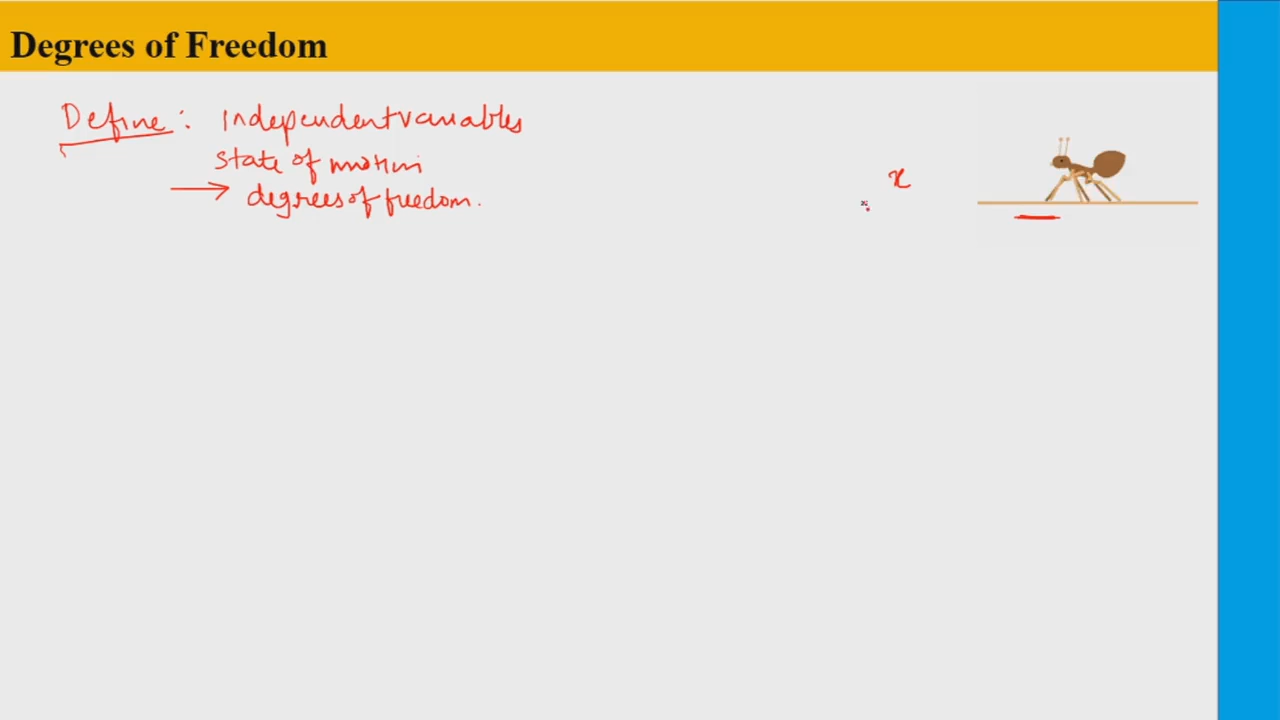 Degrees of Freedom
Define: Independent variables
state of motion
→ degrees of freedom.
x